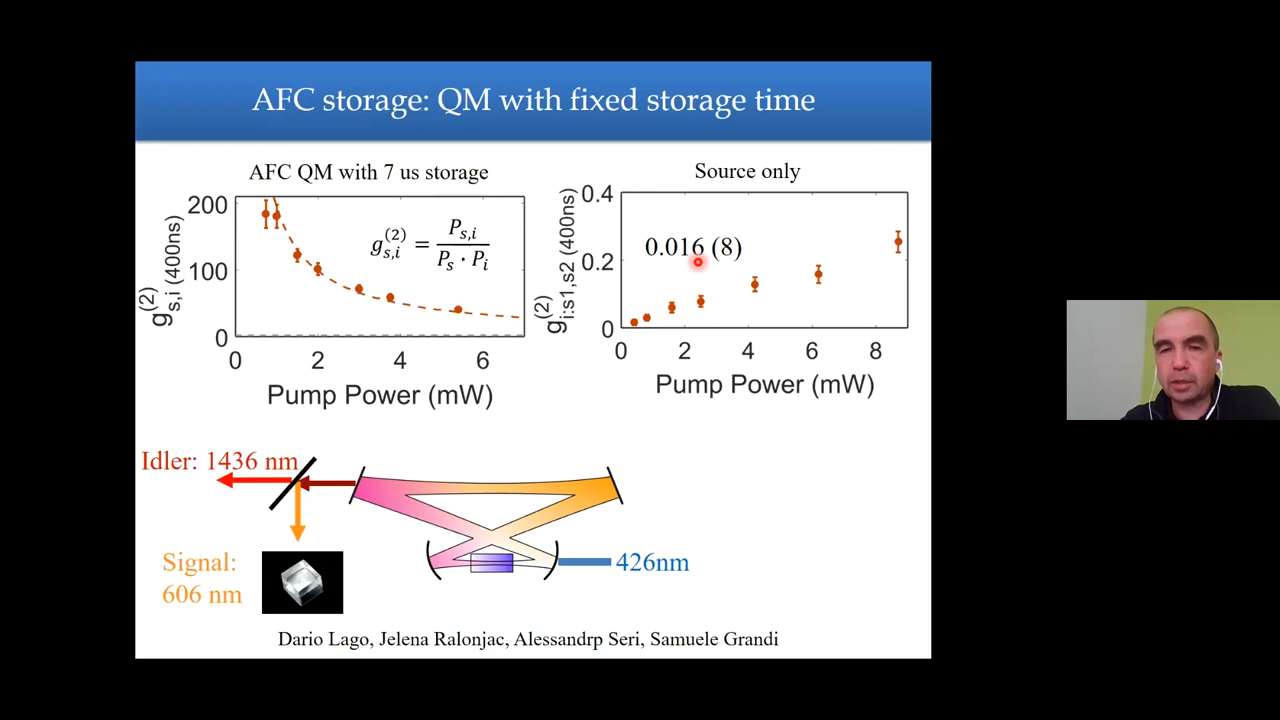 AFC storage: QM with fixed storage time
AFC QM with 7 us storage
g(2)s,i (400ns)
200
100
0
g(2)s,i = Ps,i / Ps · Pi
0 2 4 6
Pump Power (mW)
Source only
g(2)i:s1,s2 (400ns)
0.4
0.2
0
0.016 (8)
0 2 4 6 8
Pump Power (mW)
Idler: 1436 nm
Signal:
606 nm
426nm
Dario Lago, Jelena Ralonjac, Alessandrp Seri, Samuele Grandi